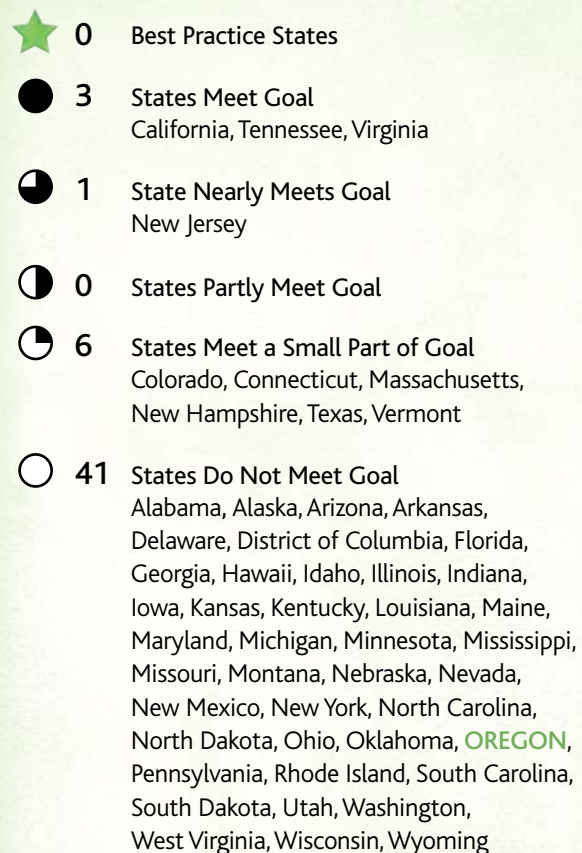 0 Best Practice States
3 States Meet Goal
California, Tennessee, Virginia
1 State Nearly Meets Goal
New Jersey
0 States Partly Meet Goal
6 States Meet a Small Part of Goal
Colorado, Connecticut, Massachusetts,
New Hampshire, Texas, Vermont
41 States Do Not Meet Goal
Alabama, Alaska, Arizona, Arkansas,
Delaware, District of Columbia, Florida,
Georgia, Hawaii, Idaho, Illinois, Indiana,
Iowa, Kansas, Kentucky, Louisiana, Maine,
Maryland, Michigan, Minnesota, Mississippi,
Missouri, Montana, Nebraska, Nevada,
New Mexico, New York, North Carolina,
North Dakota, Ohio, Oklahoma, OREGON,
Pennsylvania, Rhode Island, South Carolina,
South Dakota, Utah, Washington,
West Virginia, Wisconsin, Wyoming